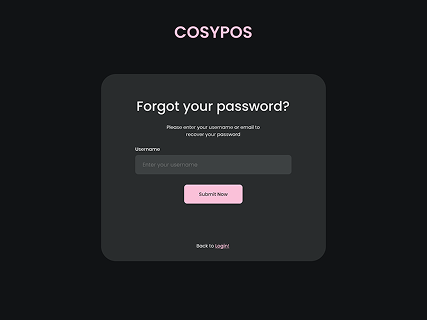 COSYPOS
Forgot your password?
Please enter your username or email to
recover your password
Username
Enter your username
Submit Now
Back to Login!